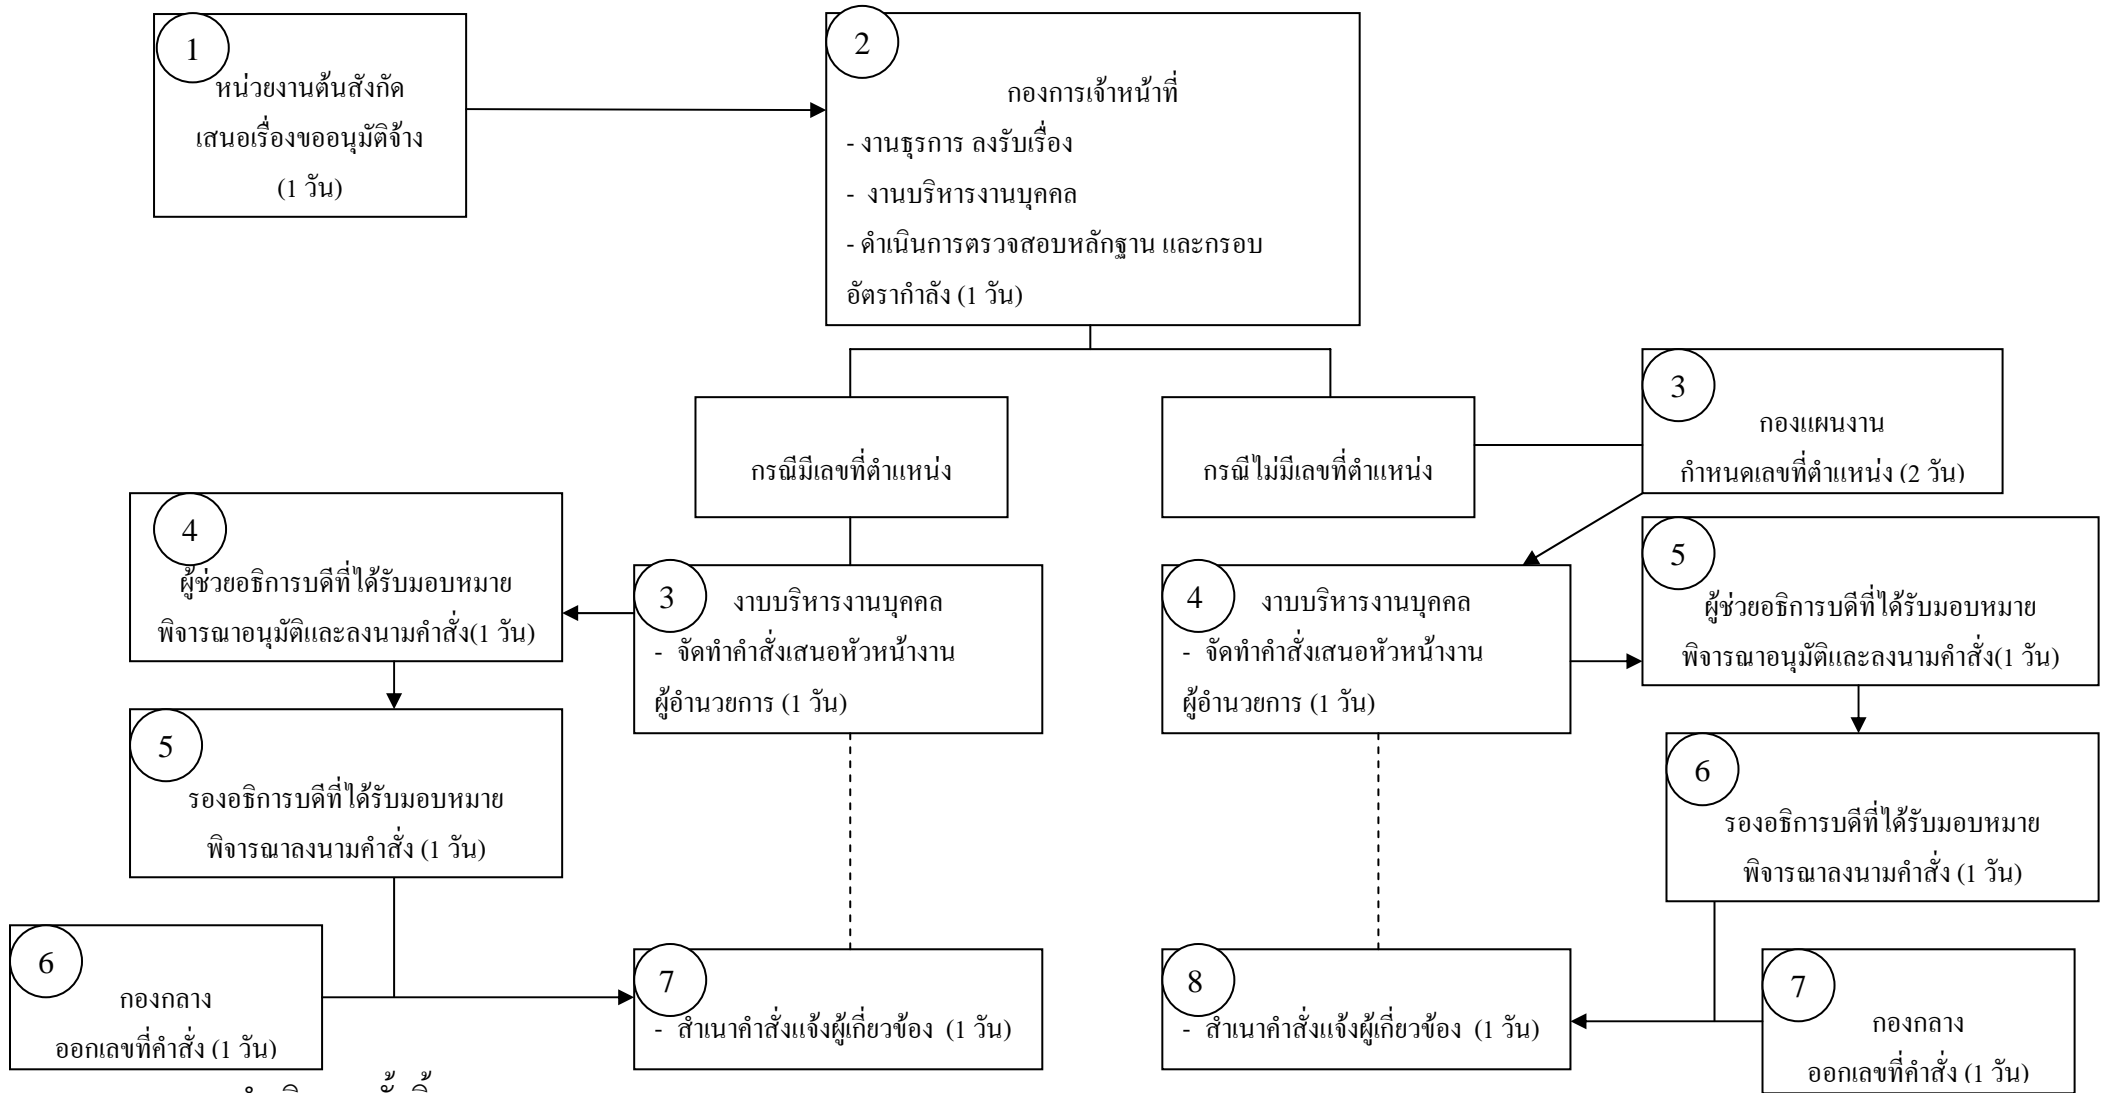 1
หน่วยงานต้นสังกัด
เสนอเรื่องขออนุมัติจ้าง
(1 วัน)
2
กองการเจ้าหน้าที่
- งานธุรการ ลงรับเรื่อง
- งานบริหารงานบุคคล
- ดำเนินการตรวจสอบหลักฐาน และกรอบ
อัตรากำลัง (1 วัน)
กรณีมีเลขที่ตำแหน่ง
กรณีไม่มีเลขที่ตำแหน่ง
3
กองแผนงาน
กำหนดเลขที่ตำแหน่ง (2 วัน)
4
ผู้ช่วยอธิการบดีที่ได้รับมอบหมาย
พิจารณาอนุมัติและลงนามคำสั่ง(1 วัน)
3
งาบบริหารงานบุคคล
- จัดทำคำสั่งเสนอหัวหน้างาน
ผู้อำนวยการ (1 วัน)
4
งาบบริหารงานบุคคล
- จัดทำคำสั่งเสนอหัวหน้างาน
ผู้อำนวยการ (1 วัน)
5
ผู้ช่วยอธิการบดีที่ได้รับมอบหมาย
พิจารณาอนุมัติและลงนามคำสั่ง(1 วัน)
5
รองอธิการบดีที่ได้รับมอบหมาย
พิจารณาลงนามคำสั่ง (1 วัน)
6
รองอธิการบดีที่ได้รับมอบหมาย
พิจารณาลงนามคำสั่ง (1 วัน)
6
กองกลาง
ออกเลขที่คำสั่ง (1 วัน)
7
- สำเนาคำสั่งแจ้งผู้เกี่ยวข้อง (1 วัน)
8
- สำเนาคำสั่งแจ้งผู้เกี่ยวข้อง (1 วัน)
7
กองกลาง
ออกเลขที่คำสั่ง (1 วัน)